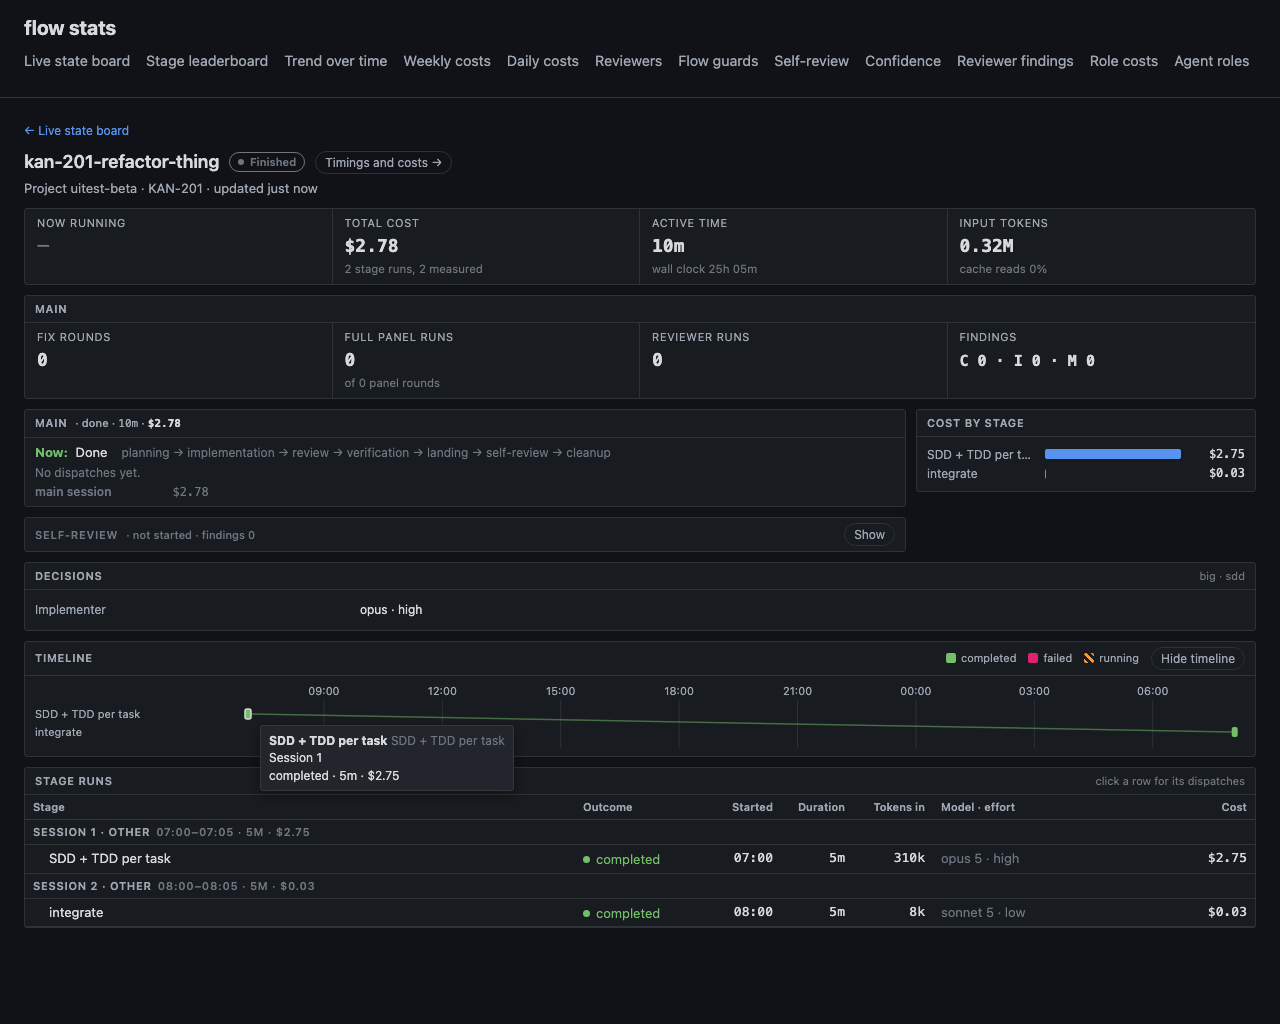 flow stats
Live state board Stage leaderboard Trend over time Weekly costs Daily costs Reviewers Flow guards Self-review Confidence Reviewer findings Role costs Agent roles
← Live state board
kan-201-refactor-thing Finished Timings and costs →
Project uitest-beta · KAN-201 · updated just now
NOW RUNNING TOTAL COST ACTIVE TIME INPUT TOKENS
— $2.78 10m 0.32M
2 stage runs, 2 measured wall clock 25h 05m cache reads 0%
MAIN
FIX ROUNDS FULL PANEL RUNS REVIEWER RUNS FINDINGS
0 0 0 C 0 · I 0 · M 0
of 0 panel rounds
MAIN · done · 10m · $2.78
Now: Done planning → implementation → review → verification → landing → self-review → cleanup
No dispatches yet.
main session $2.78
COST BY STAGE
SDD + TDD per t... $2.75
integrate $0.03
SELF-REVIEW · not started · findings 0 Show
DECISIONS big · sdd
Implementer opus · high
TIMELINE completed failed running Hide timeline
09:00 12:00 15:00 18:00 21:00 00:00 03:00 06:00
SDD + TDD per task
integrate
SDD + TDD per task SDD + TDD per task
Session 1
completed · 5m · $2.75
STAGE RUNS click a row for its dispatches
Stage Outcome Started Duration Tokens in Model · effort Cost
SESSION 1 · OTHER 07:00–07:05 · 5M · $2.75
SDD + TDD per task completed 07:00 5m 310k opus 5 · high $2.75
SESSION 2 · OTHER 08:00–08:05 · 5M · $0.03
integrate completed 08:00 5m 8k sonnet 5 · low $0.03